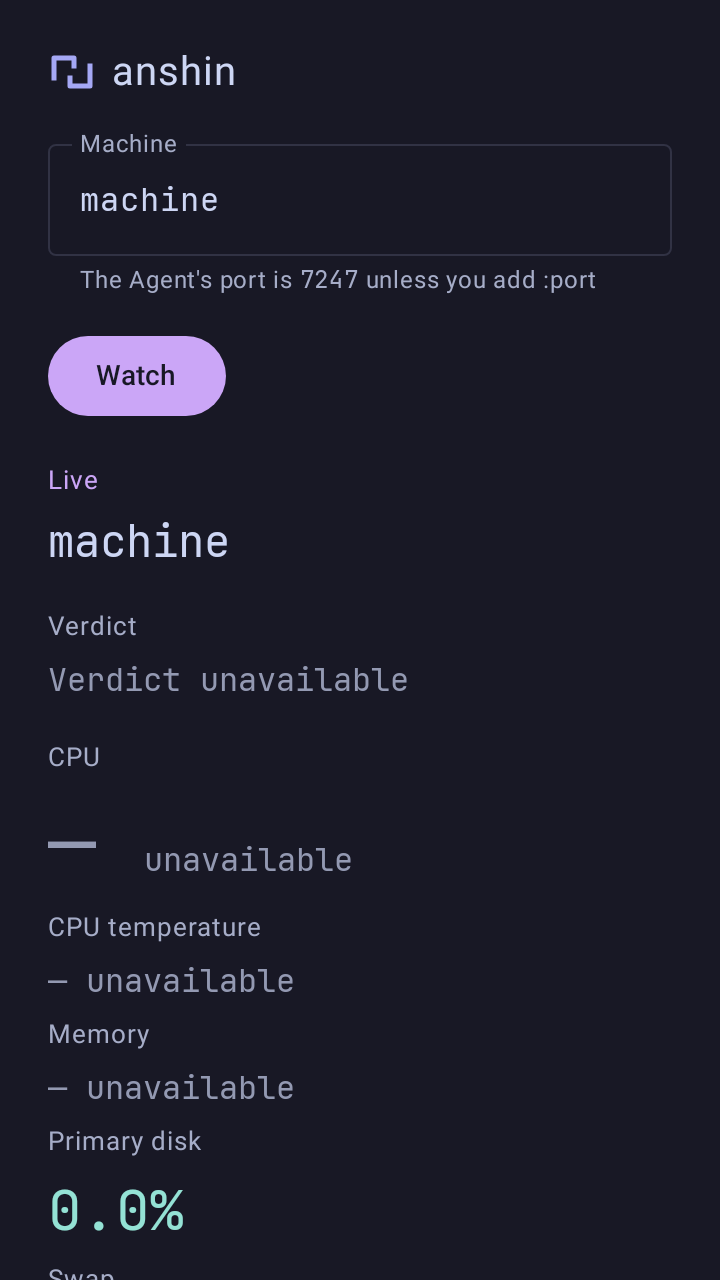 anshin
Machine
machine
The Agent's port is 7247 unless you add :port
Watch
Live
machine
Verdict
Verdict unavailable
CPU
— unavailable
CPU temperature
— unavailable
Memory
— unavailable
Primary disk
0.0%
Swap